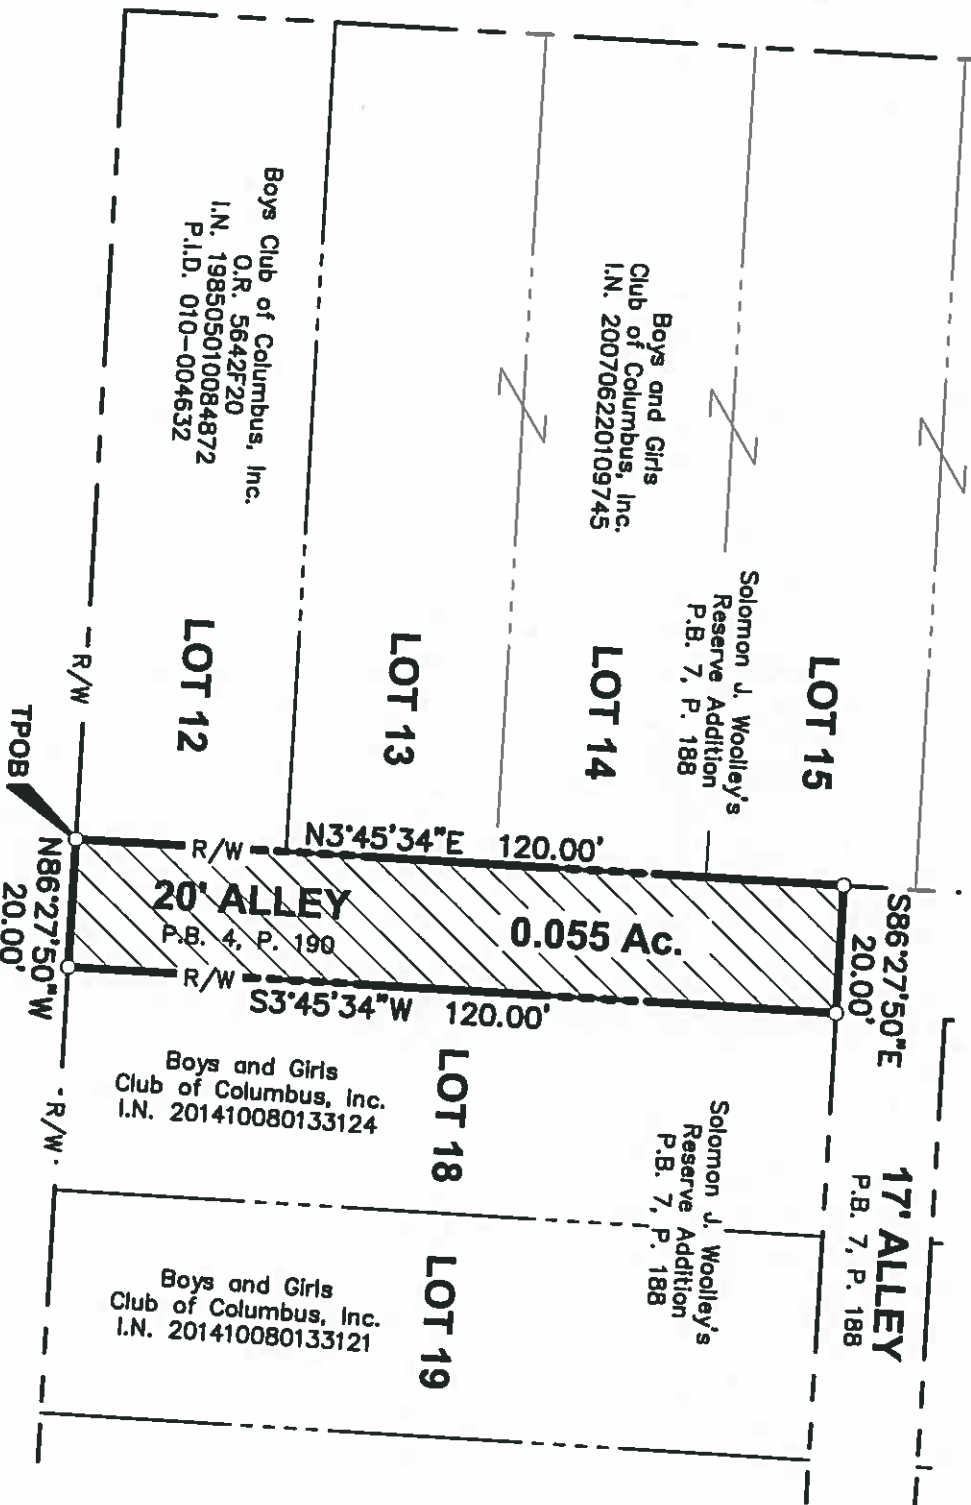 Boys Club of Columbus, Inc.
O.R. 5642F20
I.N. 198505010084872
P.I.D. 010-004632
Boys and Girls
Club of Columbus, Inc.
I.N. 200706220109745
Solomon J. Woolley's
Reserve Addition
P.B. 7, P. 188
LOT 15
LOT 14
LOT 13
LOT 12
R/W
TPOB
N3°45'34"E 120.00'
R/W
20' ALLEY
P.B. 4, P. 190
0.055 Ac.
R/W
S3°45'34"W 120.00'
S86°27'50"E
20.00'
N86°27'50"W
20.00'
17' ALLEY
P.B. 7, P. 188
Solomon J. Woolley's
Reserve Addition
P.B. 7, P. 188
LOT 18
Boys and Girls
Club of Columbus, Inc.
I.N. 201410080133124
R/W
LOT 19
Boys and Girls
Club of Columbus, Inc.
I.N. 201410080133121